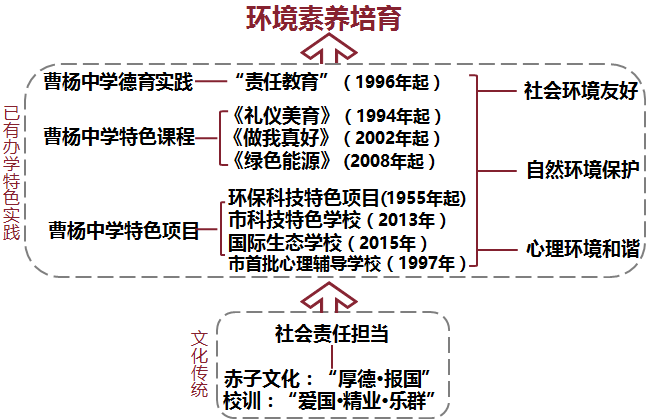 环境素养培育
已有办学特色实践
曹杨中学德育实践
“责任教育”（1996年起）
曹杨中学特色课程
《礼仪美育》（1994年起）
《做我真好》（2002年起）
《绿色能源》（2008年起）
曹杨中学特色项目
环保科技特色项目(1955年起)
市科技特色学校（2013年）
国际生态学校（2015年）
市首批心理辅导学校（1997年）
社会环境友好
自然环境保护
心理环境和谐
文化传统
社会责任担当
赤子文化：“厚德·报国”
校训：“爱国·精业·乐群”